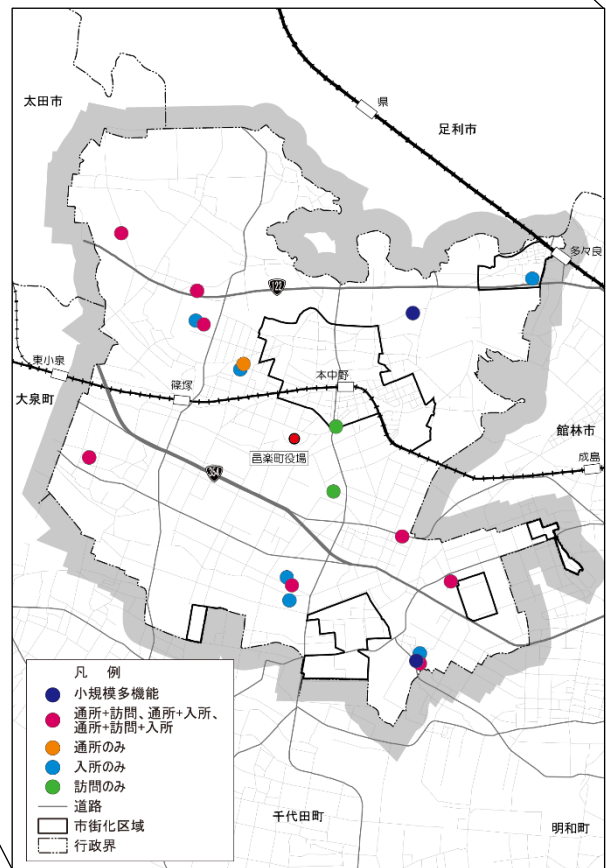 県
太田市
足利市
多々良
122
東小泉
本中野
篠塚
大泉町
館林市
邑楽町役場
成島
354
凡 例
小規模多機能
通所+訪問、通所+入所、
通所+訪問+入所
通所のみ
入所のみ
訪問のみ
道路
市街化区域
行政界
千代田町
明和町